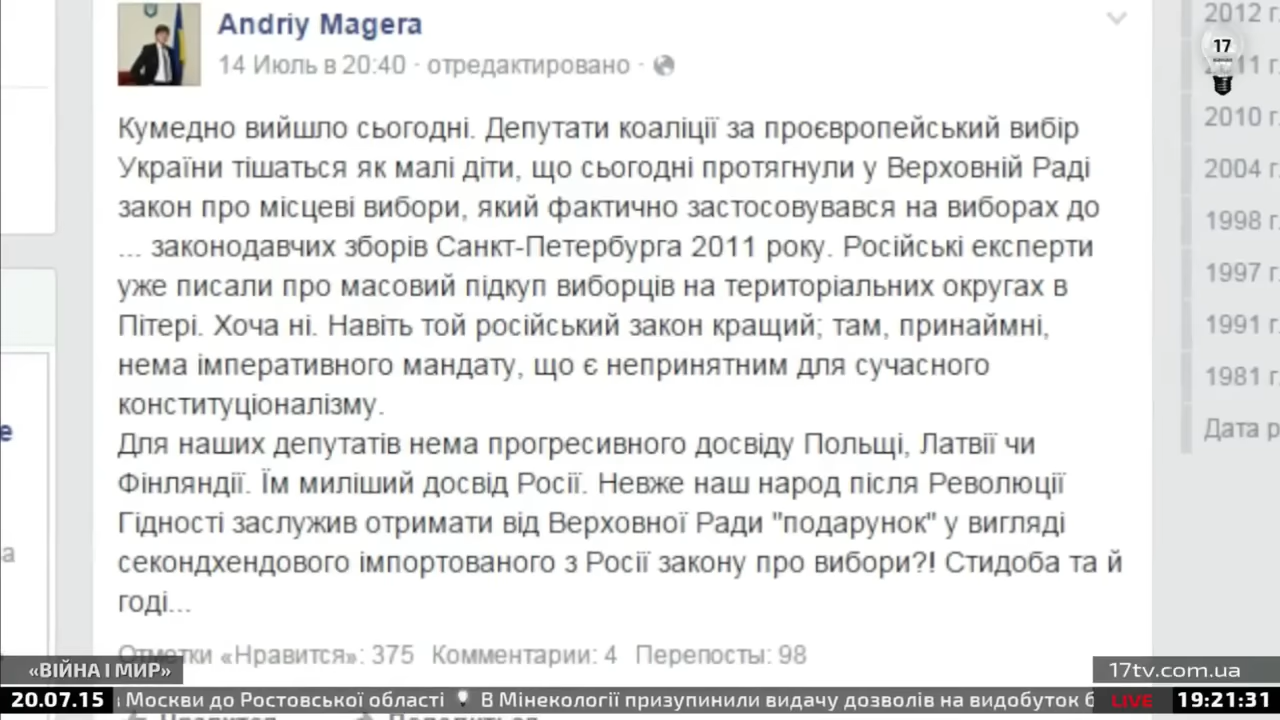 Andriy Magera
14 Июль в 20:40 · отредактировано ·
Кумедно вийшло сьогодні. Депутати коаліції за проєвропейський вибір
України тішаться як малі діти, що сьогодні протягнули у Верховній Раді
закон про місцеві вибори, який фактично застосовувався на виборах до
... законодавчих зборів Санкт-Петербурга 2011 року. Російські експерти
уже писали про масовий підкуп виборців на територіальних округах в
Пітері. Хоча ні. Навіть той російський закон кращий; там, принаймні,
нема імперативного мандату, що є непринятним для сучасного
конституціоналізму.
Для наших депутатів нема прогресивного досвіду Польщі, Латвії чи
Фінляндії. Їм миліший досвід Росії. Невже наш народ після Революції
Гідності заслужив отримати від Верховної Ради "подарунок" у вигляді
секондхендового імпортованого з Росії закону про вибори?! Стидоба та й
годі...
Отметки «Нравится»: 375 Комментарии: 4 Перепосты: 98
2012 г.
17
2010 г.
2004 г.
1998 г.
1997 г.
1991 г.
1981 г.
Дата р
«ВІЙНА І МИР»
17tv.com.ua
20.07.15 Москви до Ростовської області В Мінекології призупинили видачу дозволів на видобуток LIVE 19:21:31